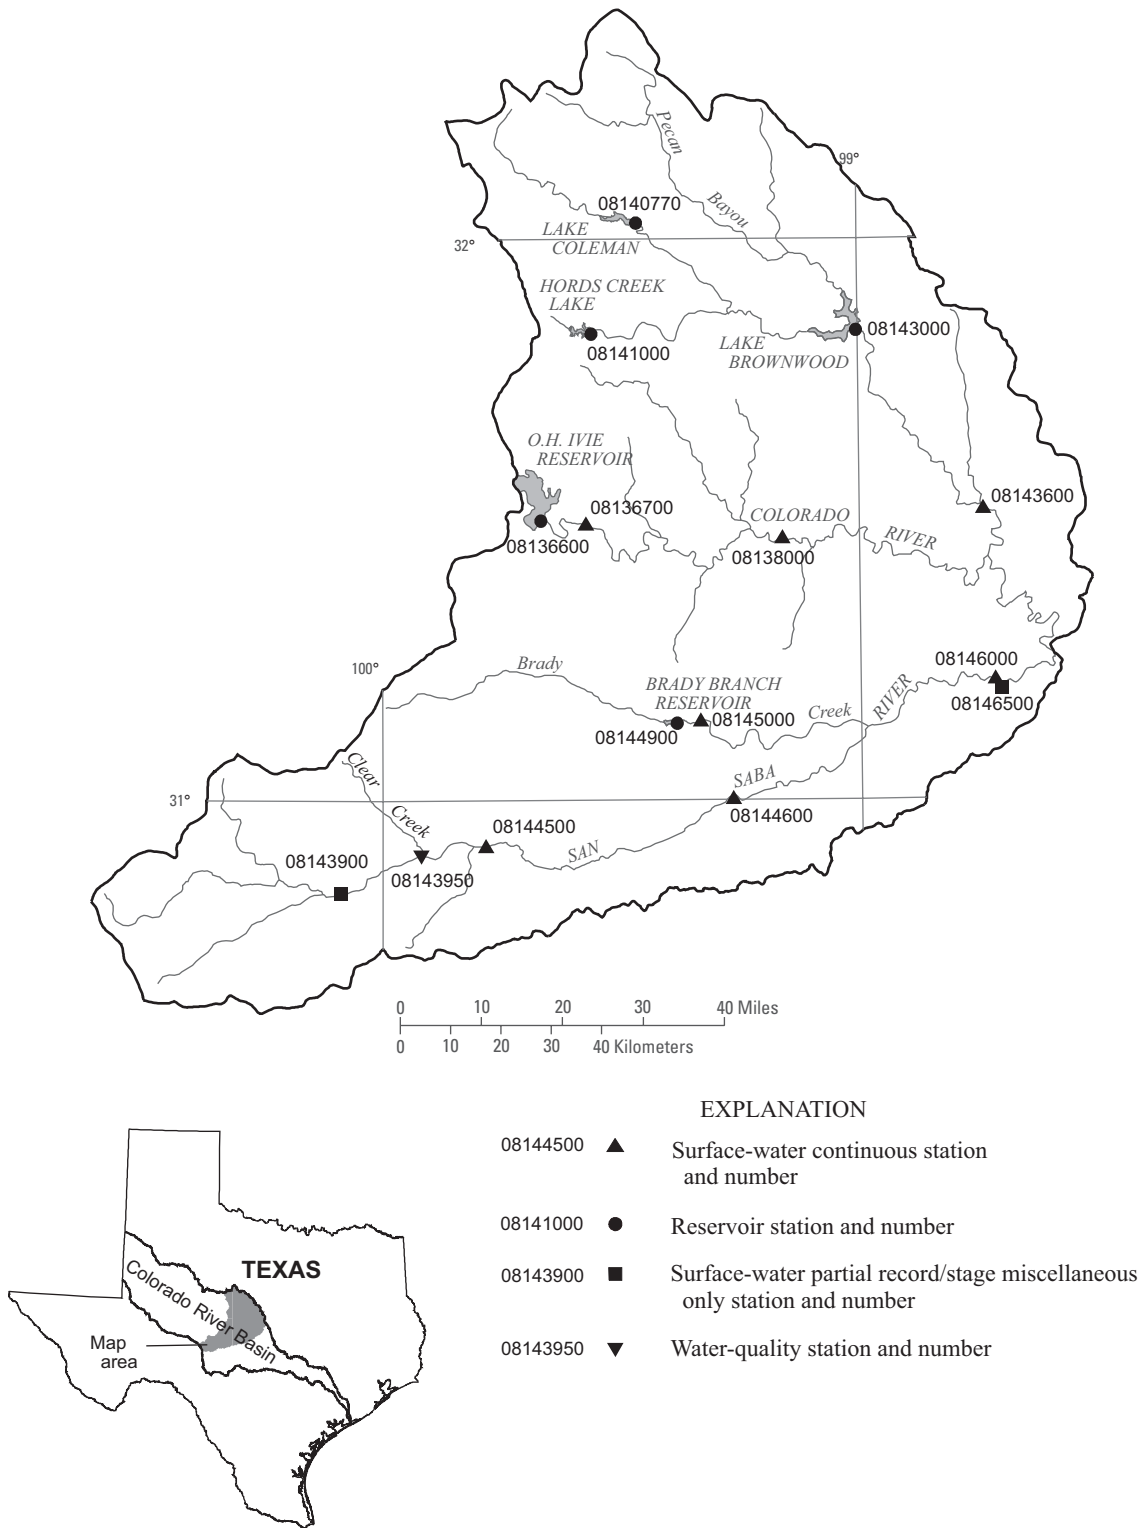 Pecan
Bayou
99°
08140770
LAKE
COLEMAN
32°
HORDS CREEK
LAKE
08141000
08143000
LAKE
BROWNWOOD
O.H. IVIE
RESERVOIR
08136700
08136600
08143600
COLORADO
RIVER
08138000
100°
Brady
08146000
08146500
BRADY BRANCH
RESERVOIR
08145000
08144900
Creek
RIVER
Clear
Creek
SABA
31°
08144600
08144500
SAN
08143900
08143950
0 10 20 30 40 Miles
0 10 20 30 40 Kilometers
EXPLANATION
08144500 Surface-water continuous station
and number
08141000 Reservoir station and number
08143900 Surface-water partial record/stage miscellaneous
only station and number
08143950 Water-quality station and number
TEXAS
Colorado River Basin
Map
area